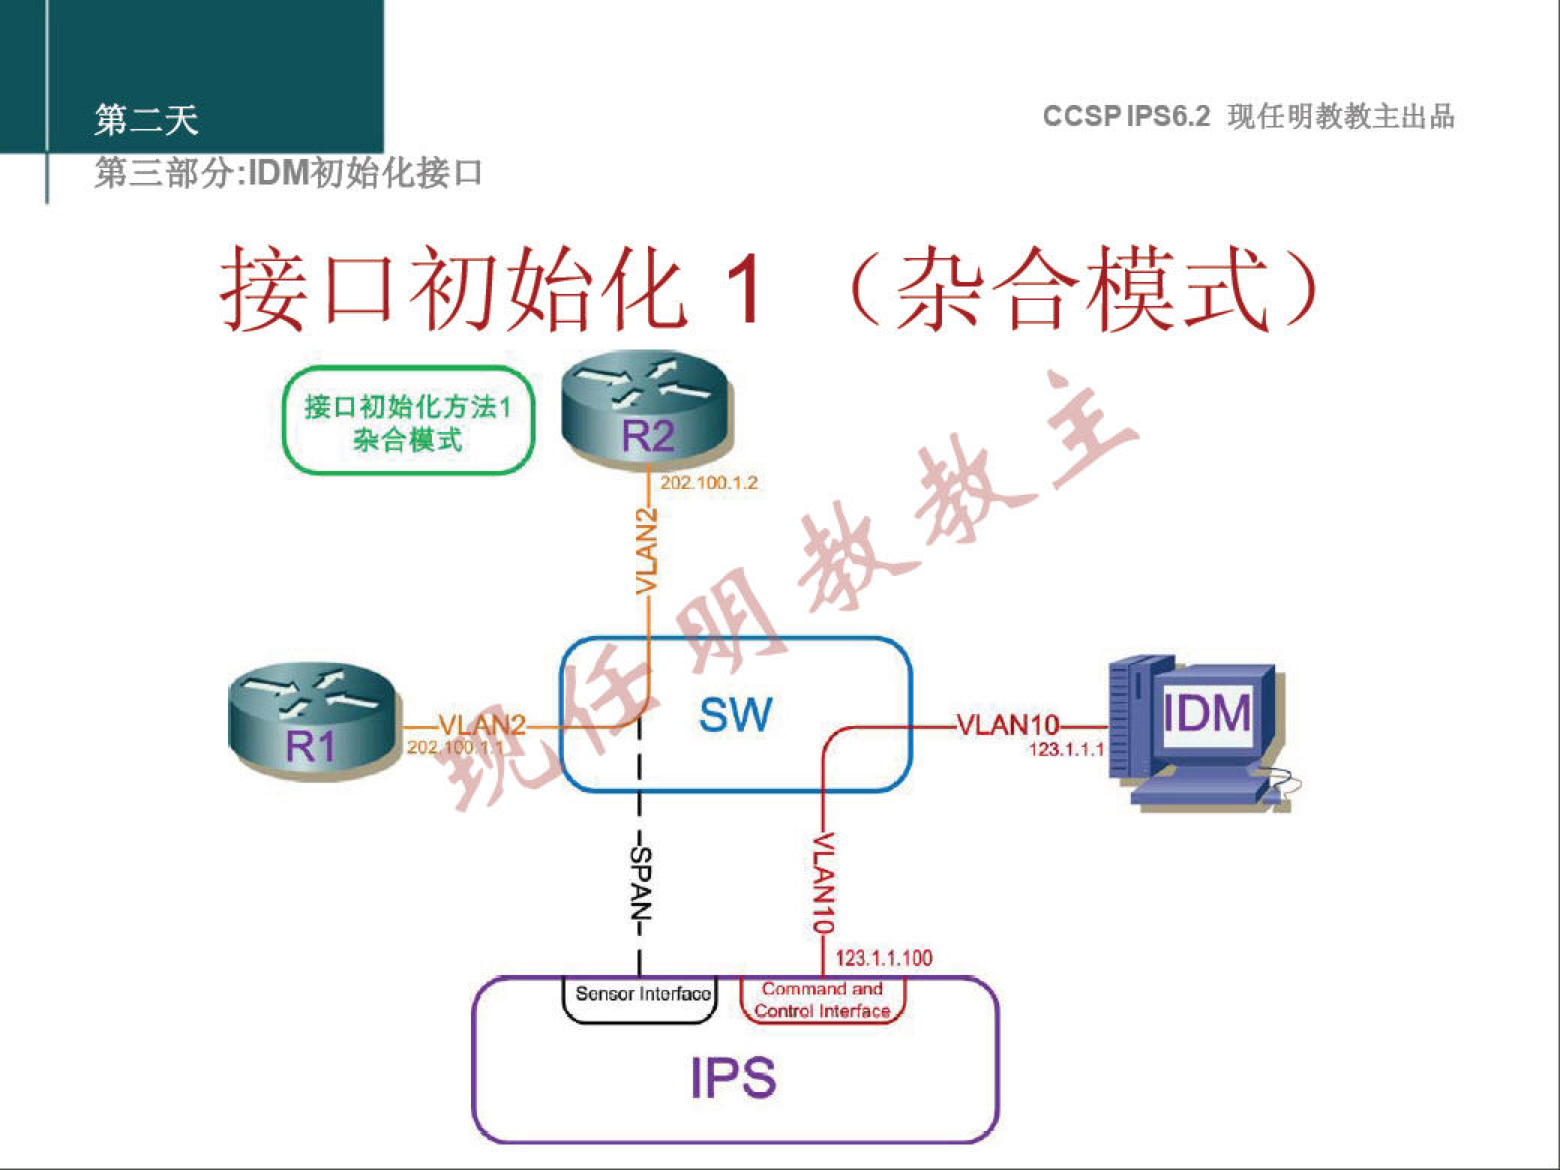 第二天
CCSP IPS6.2 现任明教教主出品
第三部分:IDM初始化接口
接口初始化 1 （杂合模式）
接口初始化方法1
杂合模式
R2
202.100.1.2
VLAN2
现任明教教主
SW
R1
VLAN2
202.100.1.1
VLAN10
123.1.1.1
IDM
SPAN
VLAN10
123.1.1.100
Sensor Interface
Command and
Control Interface
IPS